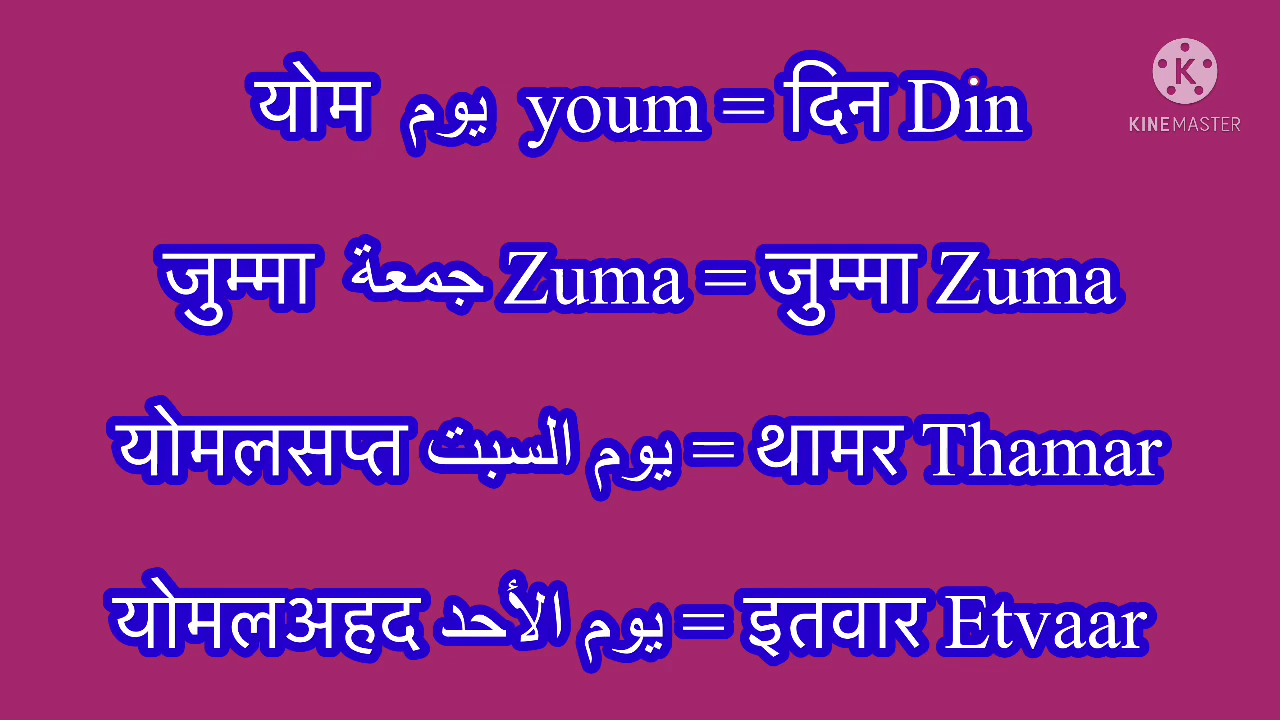 योम يوم youm = दिन Din
KINEMASTER
जुम्मा جمعة Zuma = जुम्मा Zuma
योमलसप्त يوم السبت = थामर Thamar
योमलअहद يوم الأحد = इतवार Etvaar